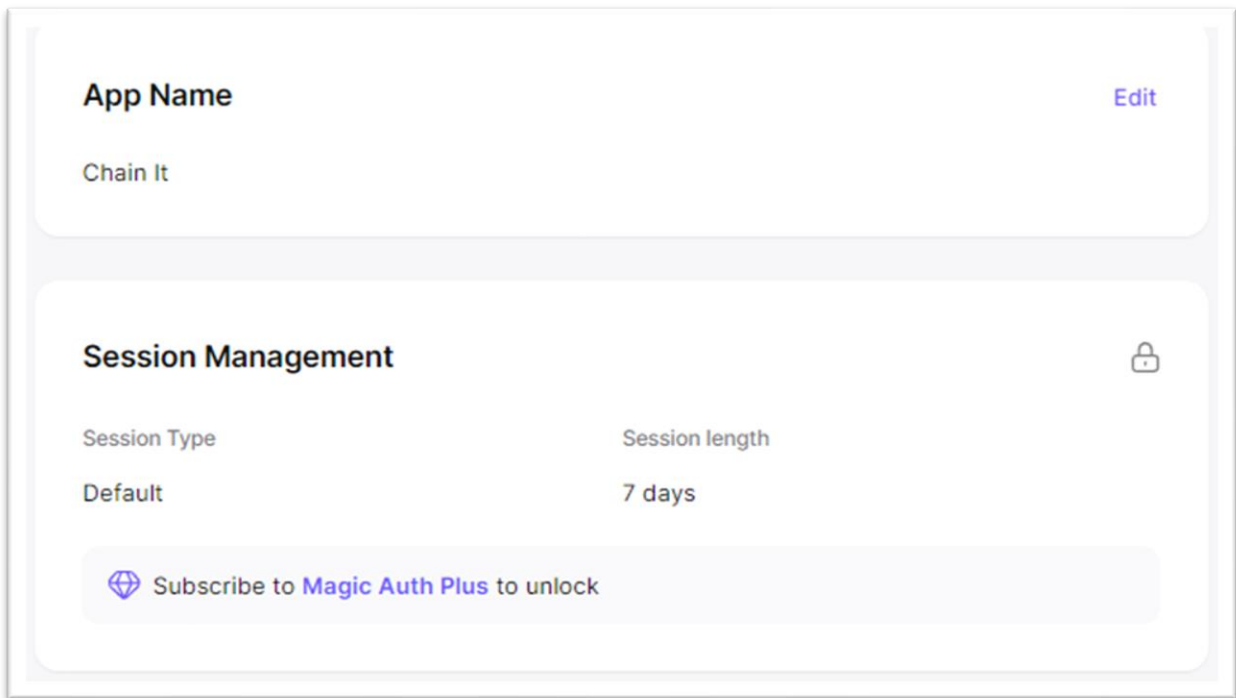 App Name
Edit
Chain It
Session Management
Session Type
Session length
Default
7 days
Subscribe to Magic Auth Plus to unlock